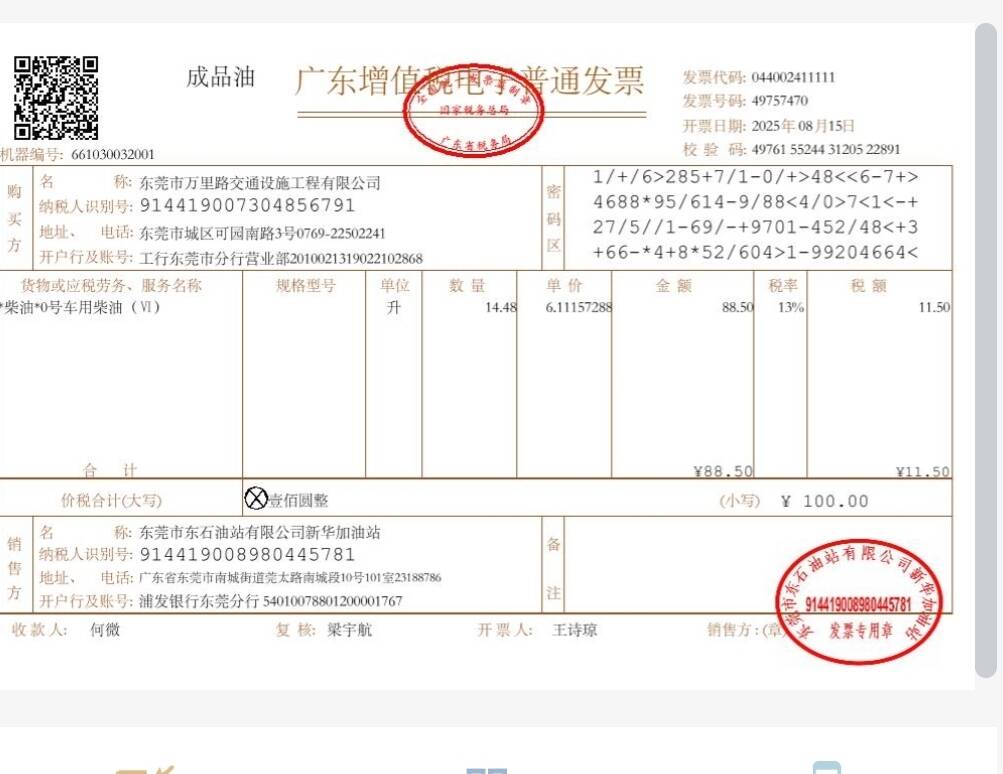 成品油
广东增值税电子普通发票
全国统一发票监制章
国家税务总局
广东省税务局
发票代码: 044002411111
发票号码: 49757470
开票日期: 2025年08月15日
校 验 码: 49761 55244 31205 22891
机器编号: 661030032001
购买方
名 称: 东莞市万里路交通设施工程有限公司
纳税人识别号: 914419007304856791
地址、 电话: 东莞市城区可园南路3号0769-22502241
开户行及账号: 工行东莞市分行营业部2010021319022102868
密码区
1/+/6>285+7/1-0/+>48<<6-7+>
4688*95/614-9/88<4/0>7<1<-+
27/5//1-69/-+9701-452/48<+3
+66-*4+8*52/604>1-99204664<
货物或应税劳务、服务名称 规格型号 单位 数 量 单 价 金 额 税率 税 额
*柴油*0号车用柴油（Ⅵ） 升 14.48 6.11157288 88.50 13% 11.50
合 计 ¥88.50 ¥11.50
价税合计(大写) ⓧ壹佰圆整 (小写) ¥ 100.00
销售方
名 称: 东莞市东石油站有限公司新华加油站
纳税人识别号: 914419008980445781
地址、 电话: 广东省东莞市南城街道莞太路南城段10号101室23188786
开户行及账号: 浦发银行东莞分行 54010078801200001767
备注
收 款 人: 何微 复 核: 梁宇航 开 票 人: 王诗琼 销售方: (章)
东莞市东石油站有限公司新华加油站
914419008980445781
发票专用章